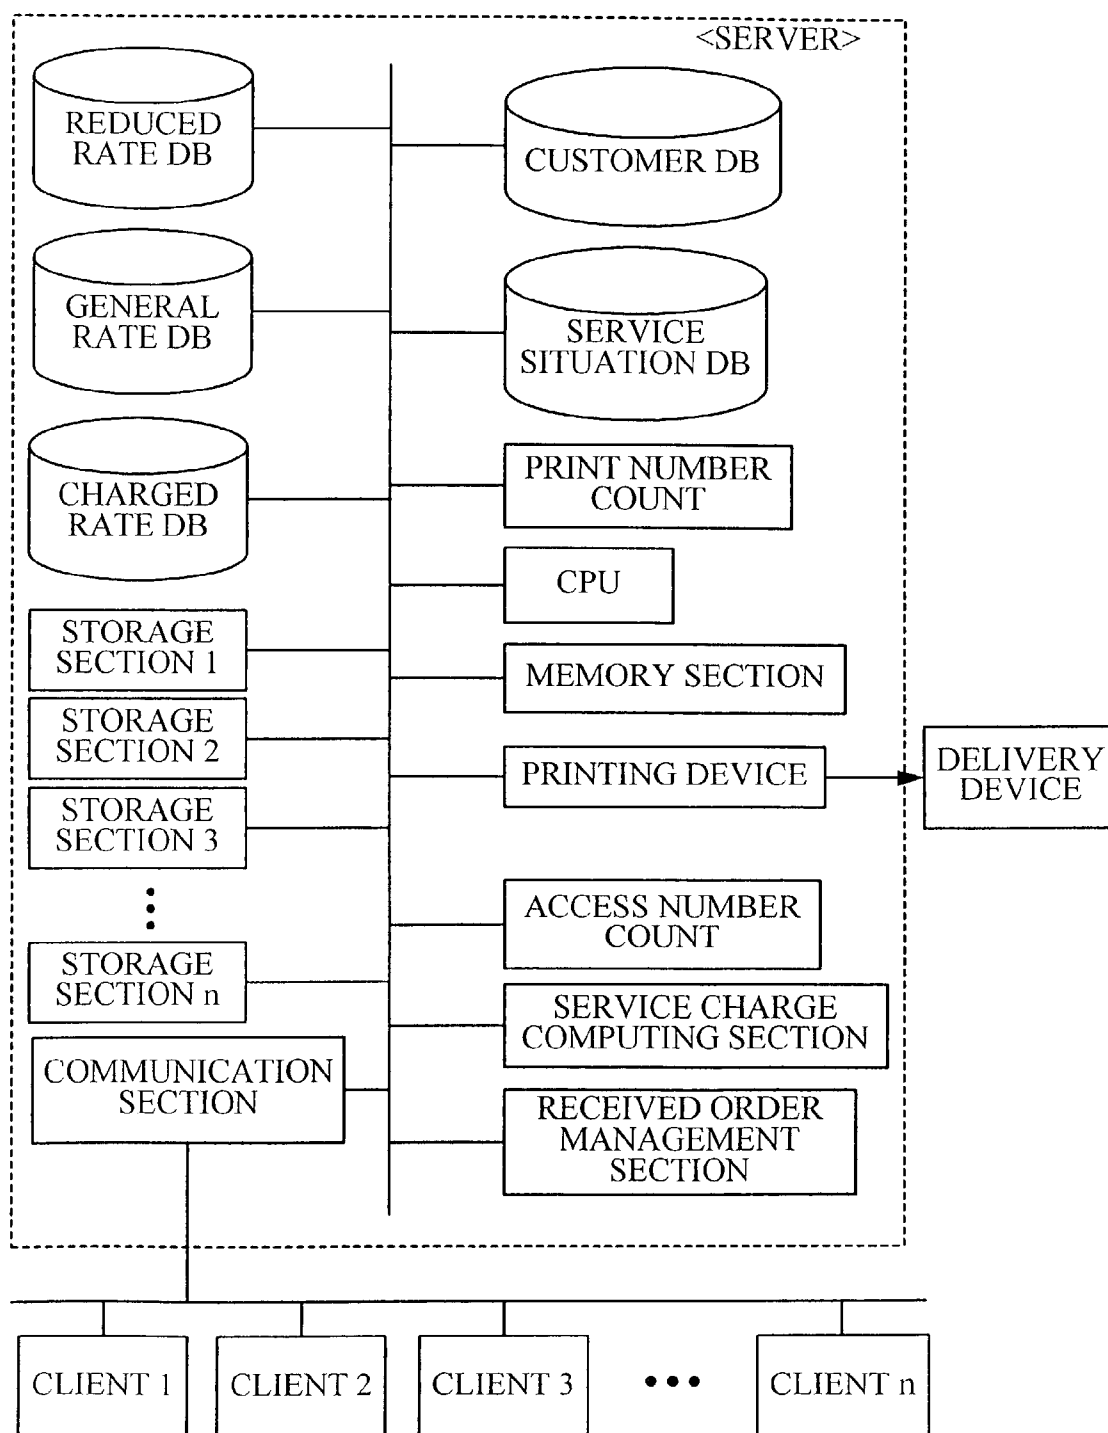 <SERVER>
REDUCED
RATE DB
CUSTOMER DB
GENERAL
RATE DB
SERVICE
SITUATION DB
CHARGED
RATE DB
PRINT NUMBER
COUNT
CPU
STORAGE
SECTION 1
MEMORY SECTION
STORAGE
SECTION 2
PRINTING DEVICE
DELIVERY
DEVICE
STORAGE
SECTION 3
ACCESS NUMBER
COUNT
STORAGE
SECTION n
SERVICE CHARGE
COMPUTING SECTION
COMMUNICATION
SECTION
RECEIVED ORDER
MANAGEMENT
SECTION
CLIENT 1
CLIENT 2
CLIENT 3
CLIENT n